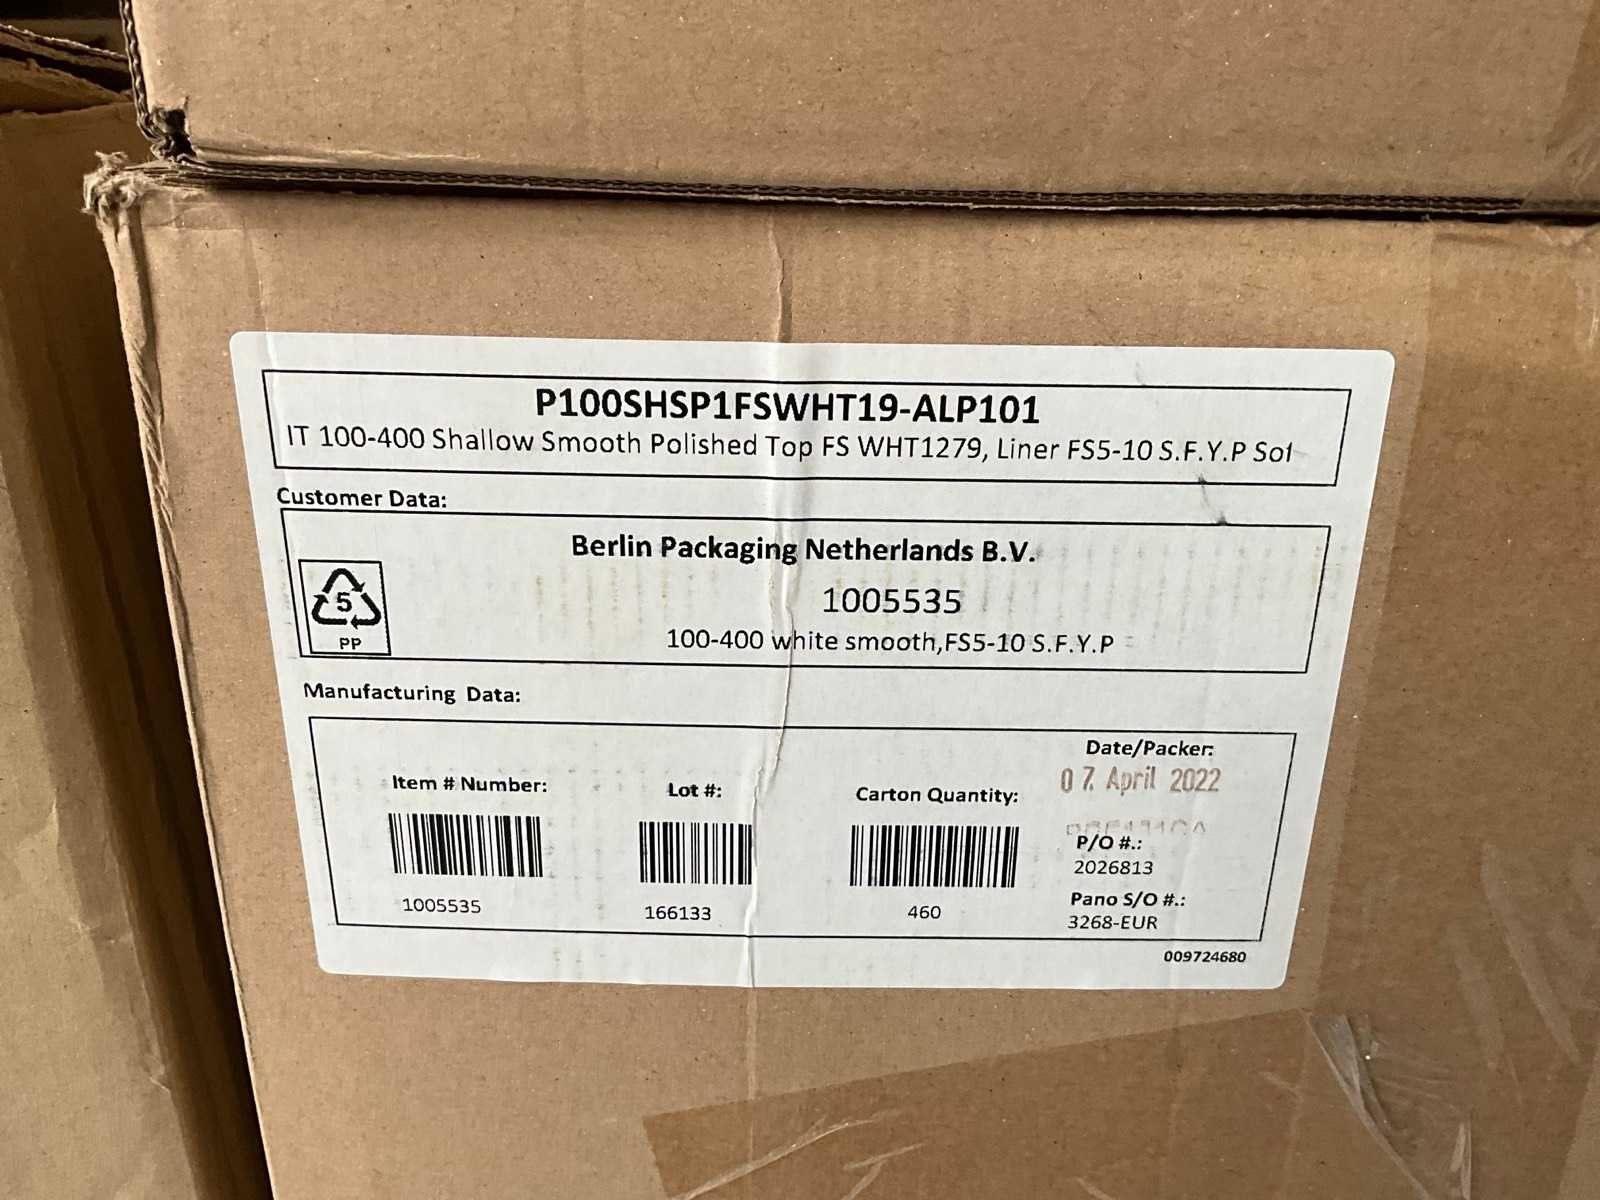 P100SHSP1FSWHT19-ALP101
IT 100-400 Shallow Smooth Polished Top FS WHT1279, Liner FS5-10 S.F.Y.P
Customer Data:
Berlin Packaging Netherlands B.V.
1005535
100-400 white smooth,FS5-10 S.F.Y.P
5
PP
Manufacturing Data:
Date/Packer:
07. April 2022
Item # Number:
Lot #:
Carton Quantity:
P/O #.:
2026813
Pano S/O #.:
3268-EUR
1005535
166133
460
009724680